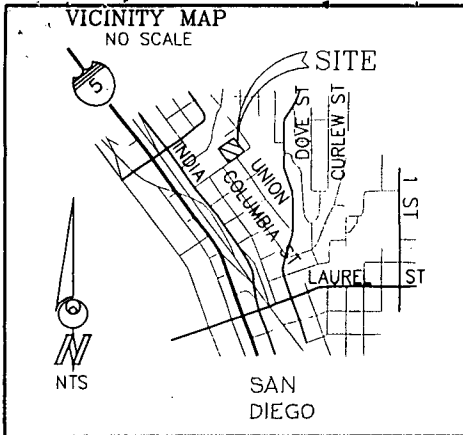 VICINITY MAP
NO SCALE
5
SITE
DOVE ST
CURLEW ST
INDIA
UNION
COLUMBIA ST
1 ST
LAUREL ST
N
NTS
SAN
DIEGO